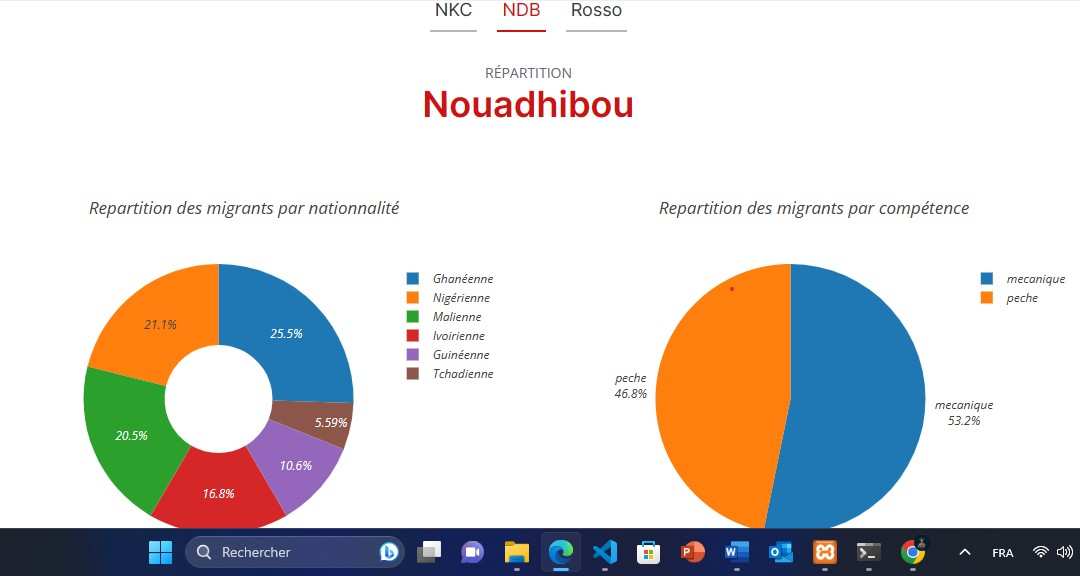 NKC NDB Rosso
RÉPARTITION
Nouadhibou
Repartition des migrants par nationnalité
Ghanéenne
Nigérienne
Malienne
Ivoirienne
Guinéenne
Tchadienne
21.1%
25.5%
5.59%
20.5%
10.6%
16.8%
Repartition des migrants par compétence
mecanique
peche
peche
46.8%
mecanique
53.2%
Rechercher
FRA